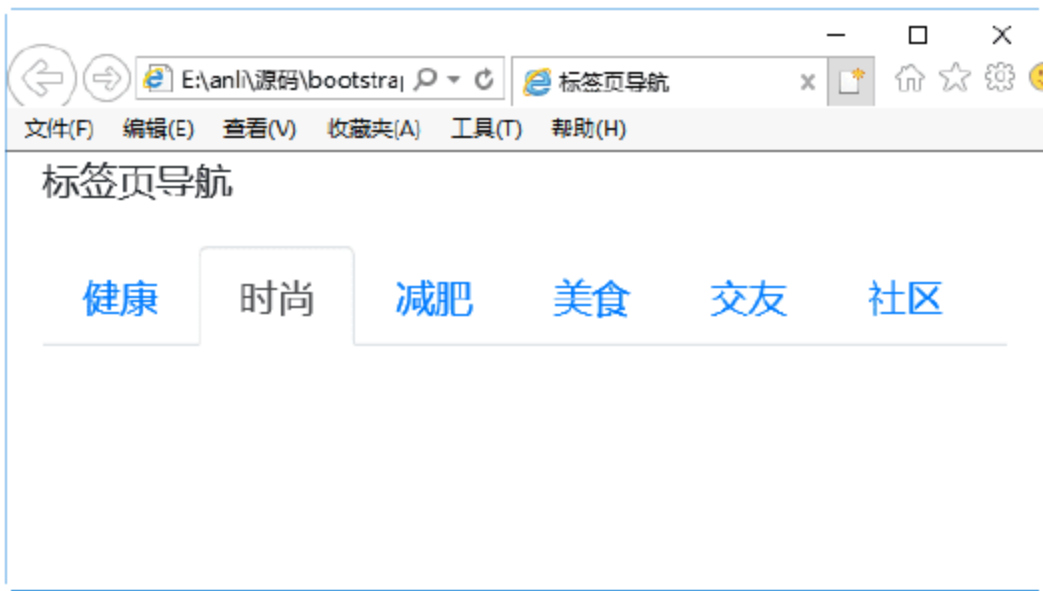 E:\anli\源码\bootstrap 标签页导航
文件(F) 编辑(E) 查看(V) 收藏夹(A) 工具(T) 帮助(H)
标签页导航
健康 时尚 减肥 美食 交友 社区